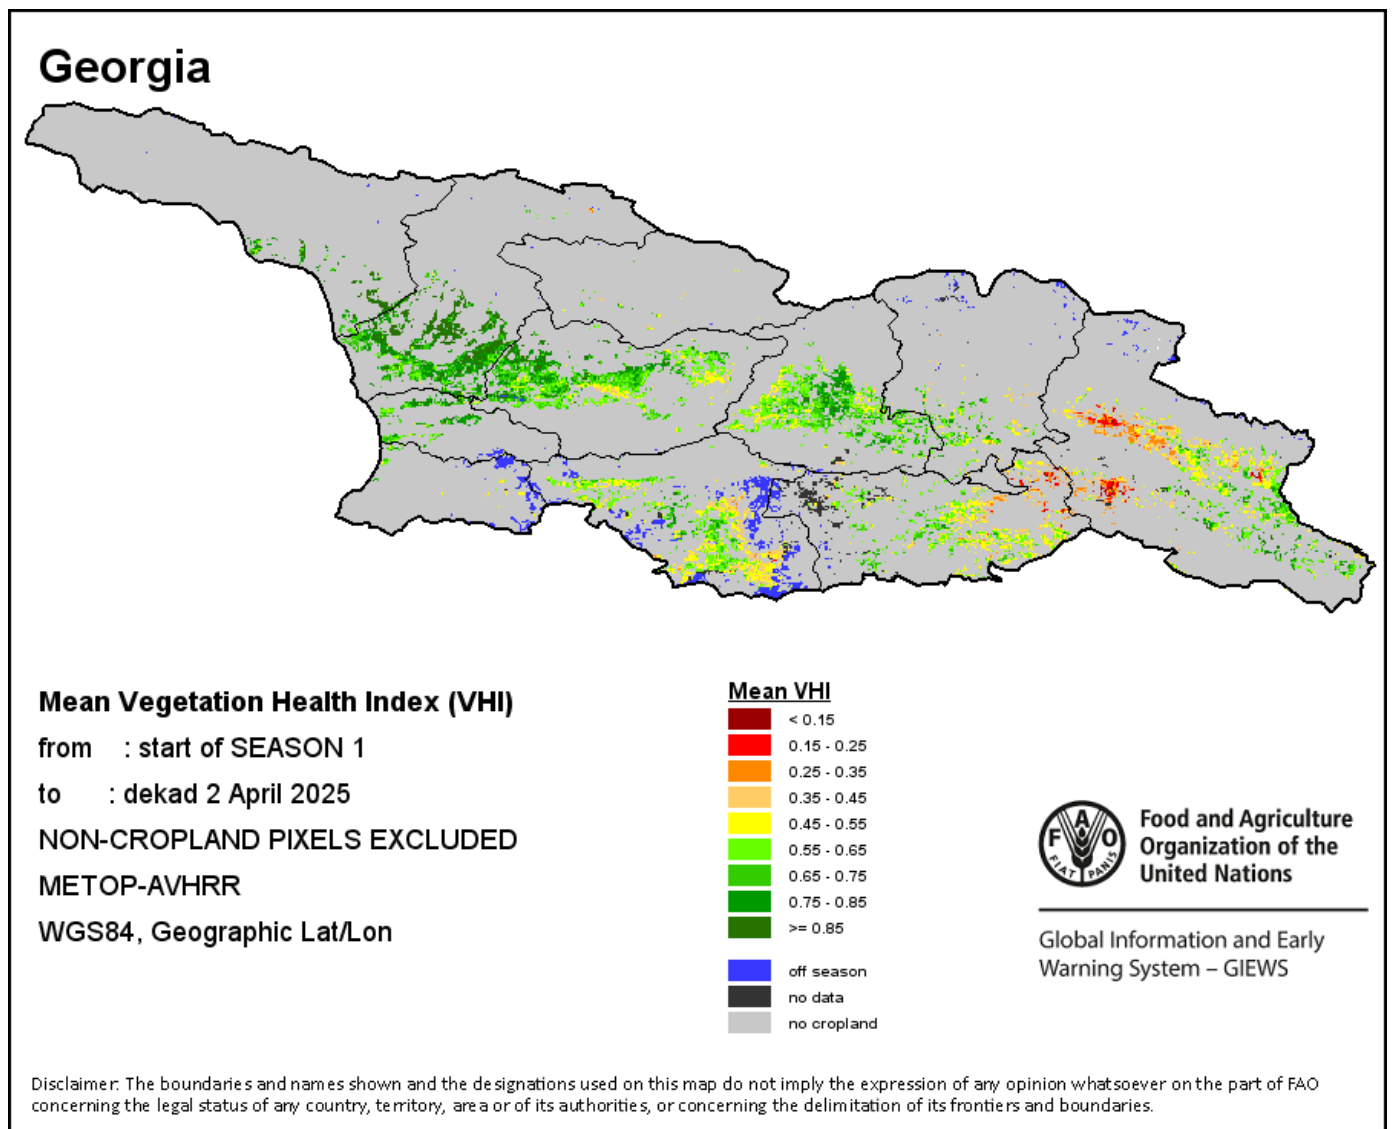 Georgia
Mean Vegetation Health Index (VHI)
from : start of SEASON 1
to : dekad 2 April 2025
NON-CROPLAND PIXELS EXCLUDED
METOP-AVHRR
WGS84, Geographic Lat/Lon
Mean VHI
< 0.15
0.15 - 0.25
0.25 - 0.35
0.35 - 0.45
0.45 - 0.55
0.55 - 0.65
0.65 - 0.75
0.75 - 0.85
>= 0.85
off season
no data
no cropland
F A O
FIAT PANIS
Food and Agriculture
Organization of the
United Nations
Global Information and Early
Warning System – GIEWS
Disclaimer: The boundaries and names shown and the designations used on this map do not imply the expression of any opinion whatsoever on the part of FAO
concerning the legal status of any country, territory, area or of its authorities, or concerning the delimitation of its frontiers and boundaries.